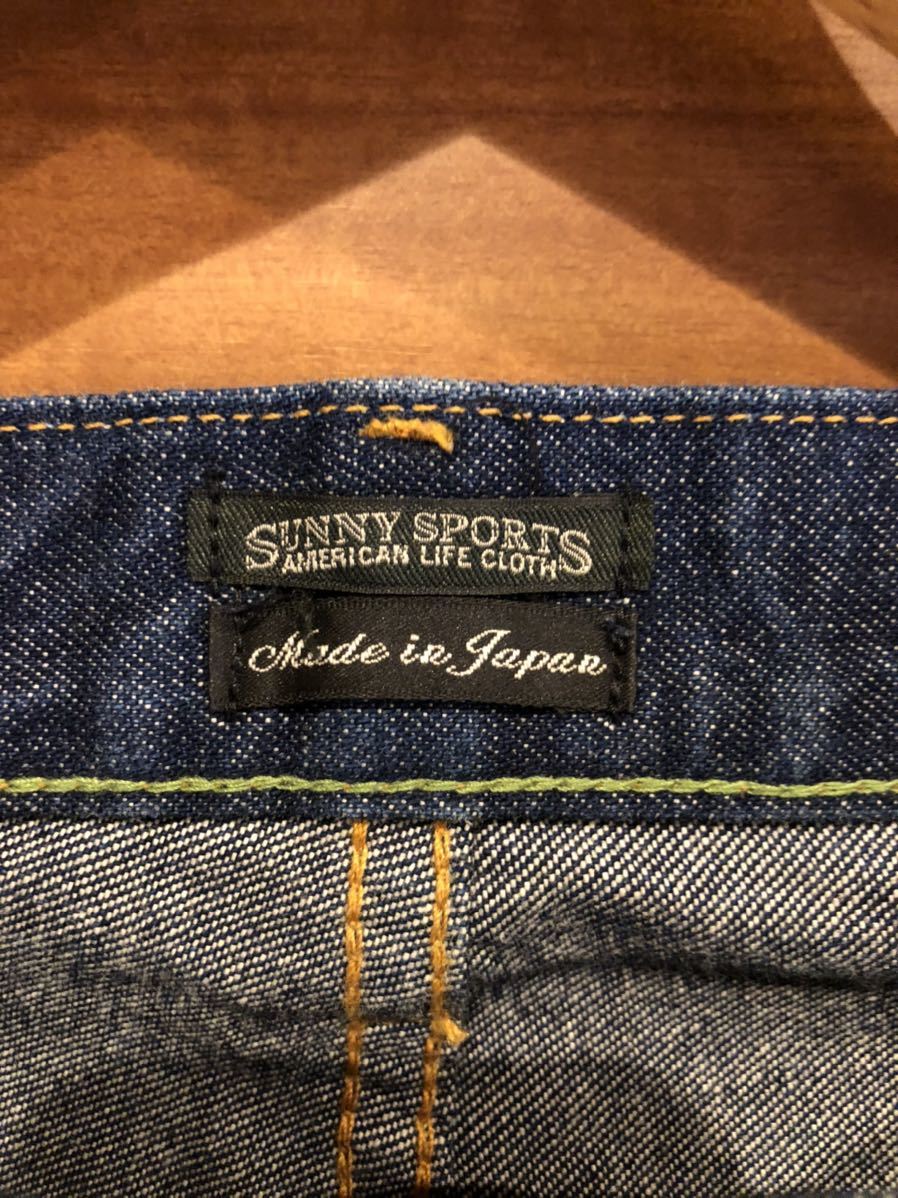 SUNNY SPORTS
AMERICAN LIFE CLOTH
Made in Japan